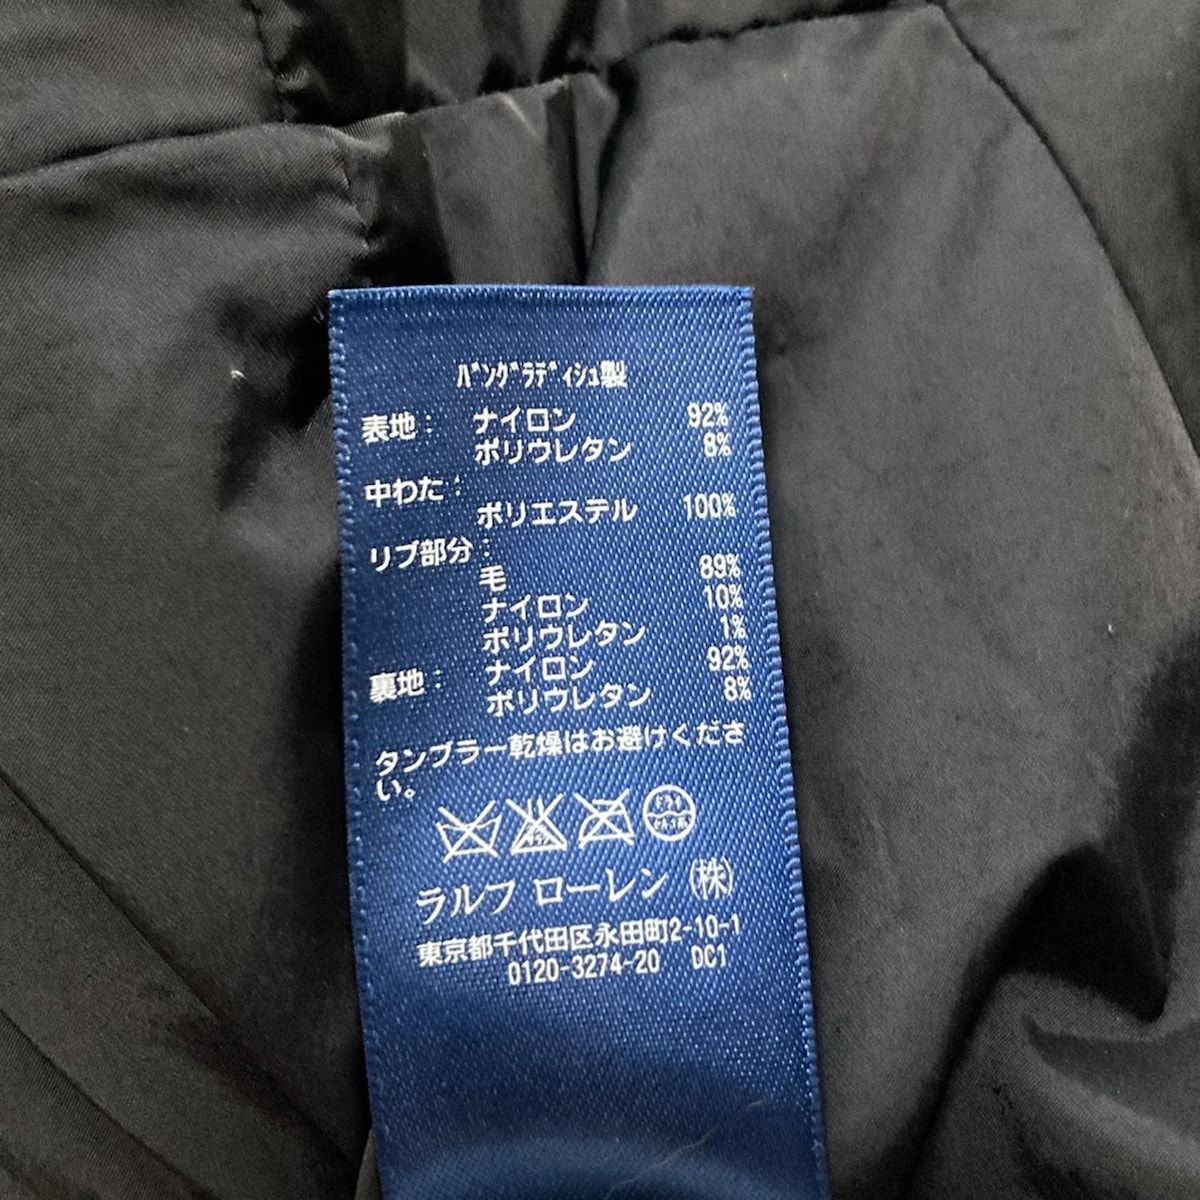 ﾊﾞﾝｸﾞﾗﾃﾞｨｼｭ製
表地: ナイロン 92%
ポリウレタン 8%
中わた:
ポリエステル 100%
リブ部分:
毛 89%
ナイロン 10%
ポリウレタン 1%
裏地: ナイロン 92%
ポリウレタン 8%
タンブラー乾燥はお避けくださ
い。
ドライ
ラルフ ローレン (株)
東京都千代田区永田町2-10-1
0120-3274-20 DC1